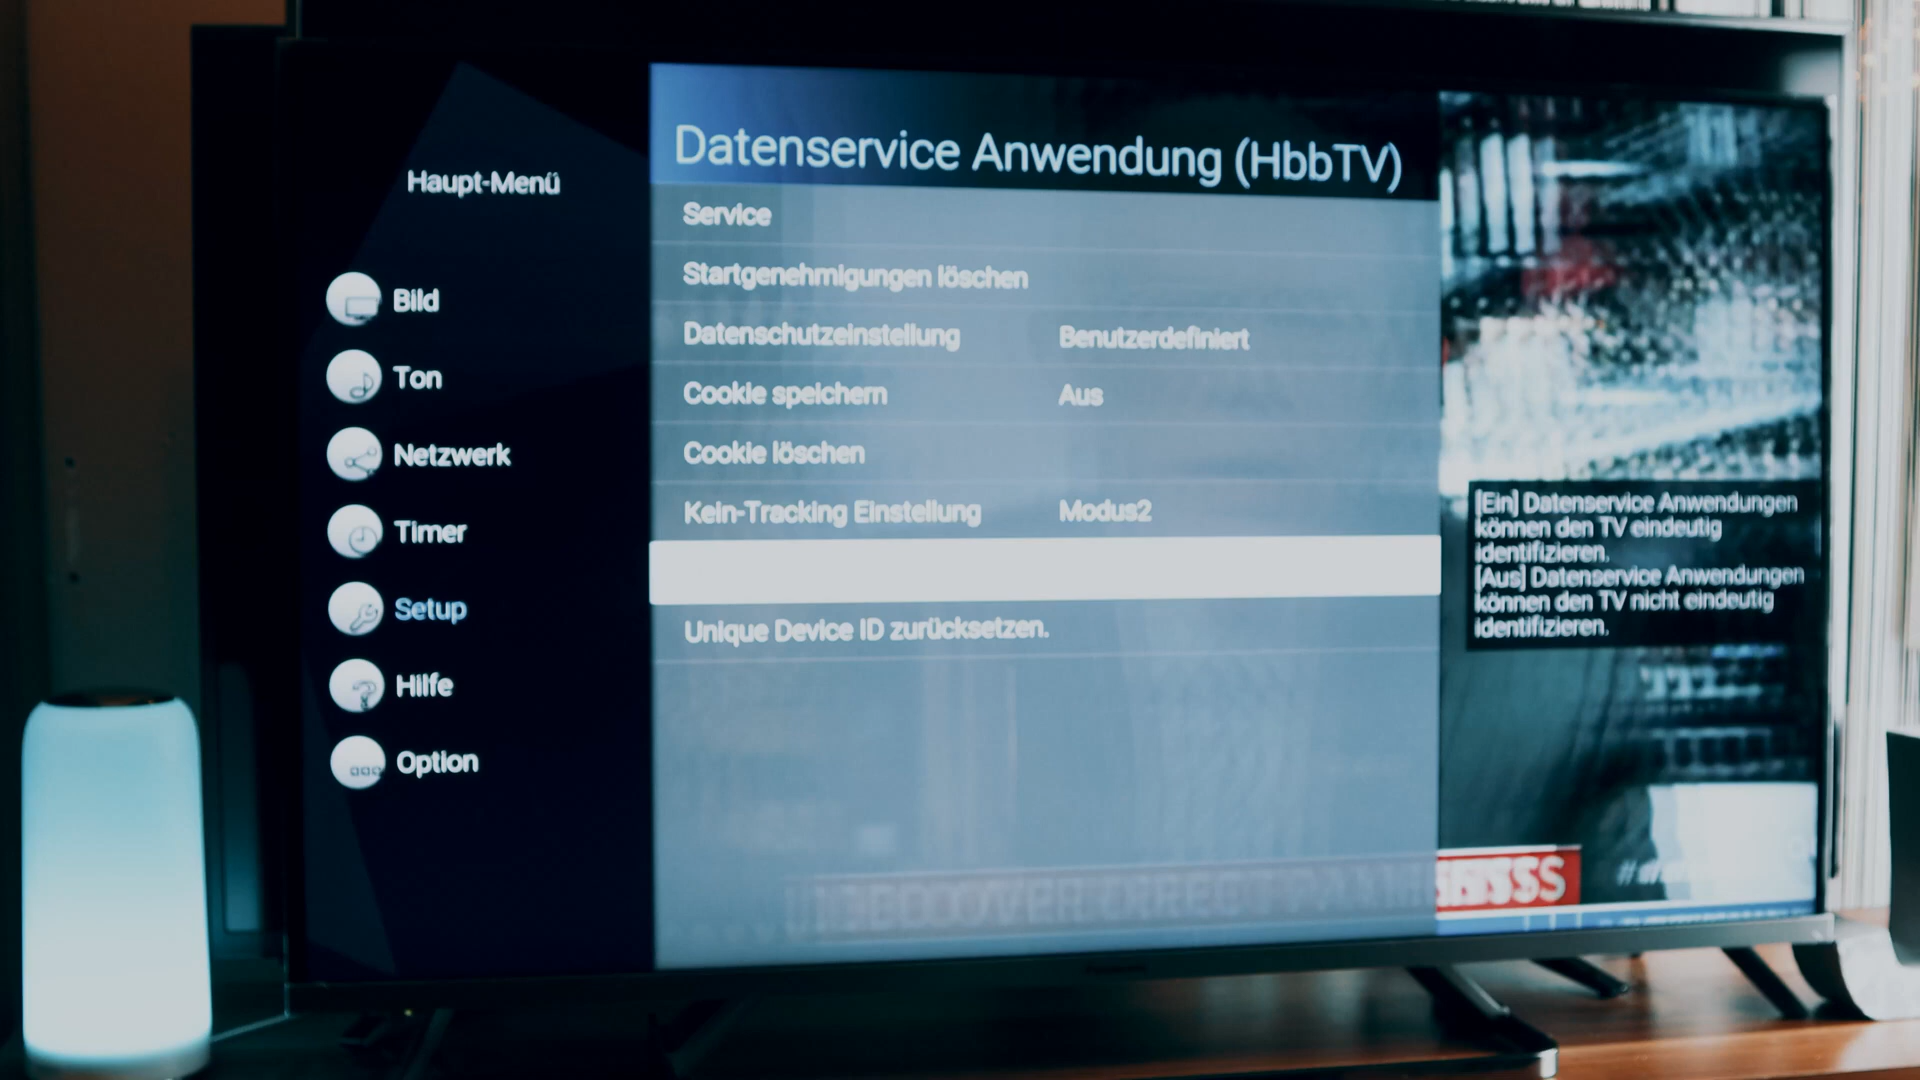 Haupt-Menü
Bild
Ton
Netzwerk
Timer
Setup
Hilfe
Option
Datenservice Anwendung (HbbTV)
Service
Startgenehmigungen löschen
Datenschutzeinstellung Benutzerdefiniert
Cookie speichern Aus
Cookie löschen
Kein-Tracking Einstellung Modus2
Unique Device ID zurücksetzen.
[Ein] Datenservice Anwendungen
können den TV eindeutig
identifizieren.
[Aus] Datenservice Anwendungen
können den TV nicht eindeutig
identifizieren.